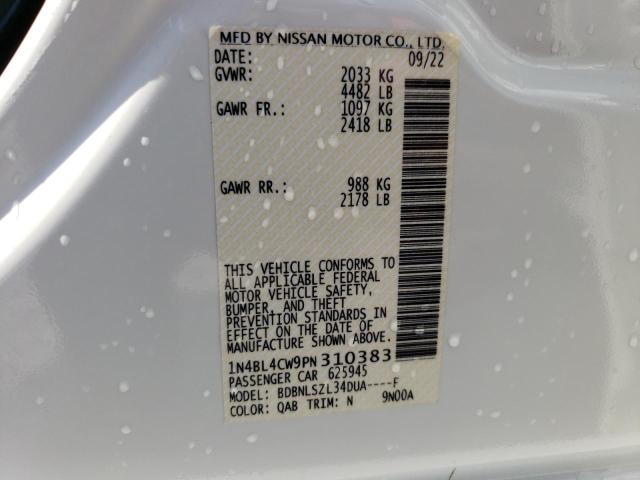 MFD BY NISSAN MOTOR CO., LTD.
DATE: 09/22
GVWR: 2033 KG
4482 LB
GAWR FR.: 1097 KG
2418 LB
GAWR RR.: 988 KG
2178 LB
THIS VEHICLE CONFORMS TO
ALL APPLICABLE FEDERAL
MOTOR VEHICLE SAFETY,
BUMPER, AND THEFT
PREVENTION STANDARDS IN
EFFECT ON THE DATE OF
MANUFACTURE SHOWN ABOVE.
1N4BL4CW9PN310383
PASSENGER CAR 625945
MODEL: BDBNLSZL34DUA----F
COLOR: QAB TRIM: N 9N00A